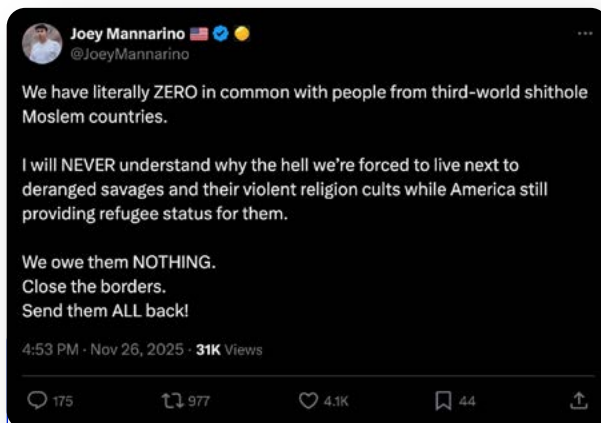 Joey Mannarino 🇺🇸
@JoeyMannarino
We have literally ZERO in common with people from third-world shithole
Moslem countries.
I will NEVER understand why the hell we're forced to live next to
deranged savages and their violent religion cults while America still
providing refugee status for them.
We owe them NOTHING.
Close the borders.
Send them ALL back!
4:53 PM · Nov 26, 2025 · 31K Views
175 977 4.1K 44